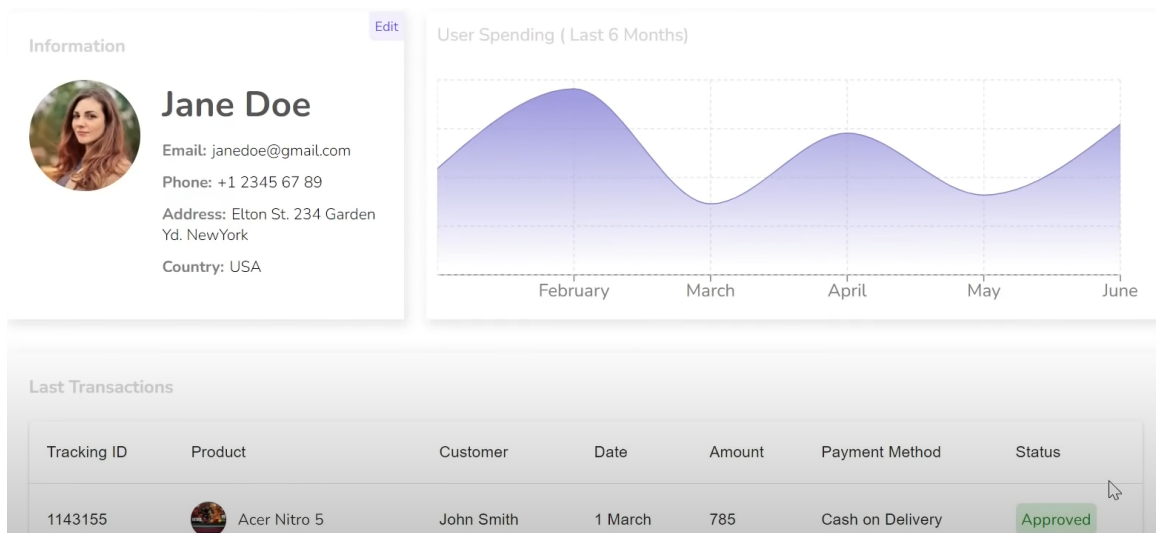 Edit
Information
Jane Doe
Email: janedoe@gmail.com
Phone: +1 2345 67 89
Address: Elton St. 234 Garden
Yd. NewYork
Country: USA
User Spending ( Last 6 Months)
February March April May June
Last Transactions
Tracking ID Product Customer Date Amount Payment Method Status
1143155 Acer Nitro 5 John Smith 1 March 785 Cash on Delivery Approved